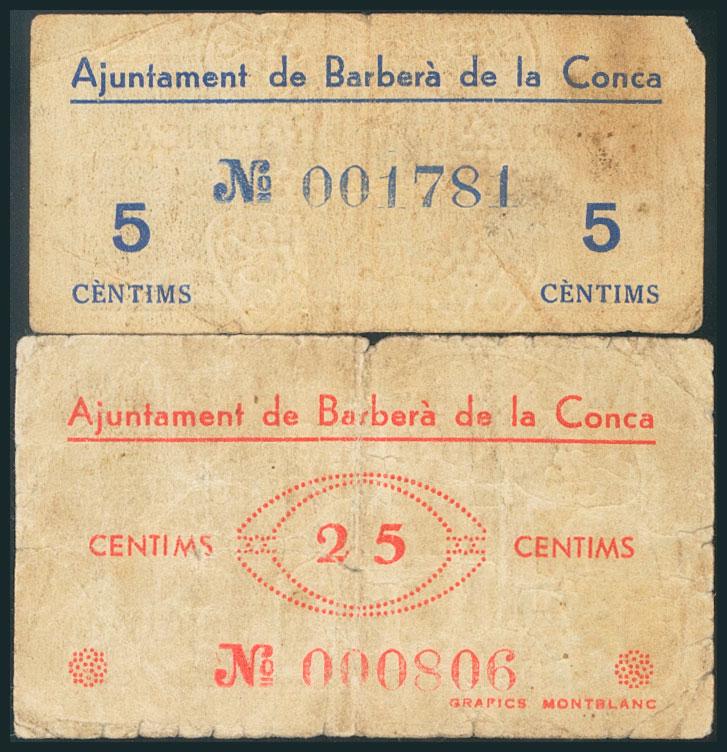 Ajuntament de Barberà de la Conca
Nº 001781
5 5
CÈNTIMS CÈNTIMS
Ajuntament de Barberà de la Conca
CENTIMS 25 CENTIMS
Nº 000806
GRAFICS MONTBLANC